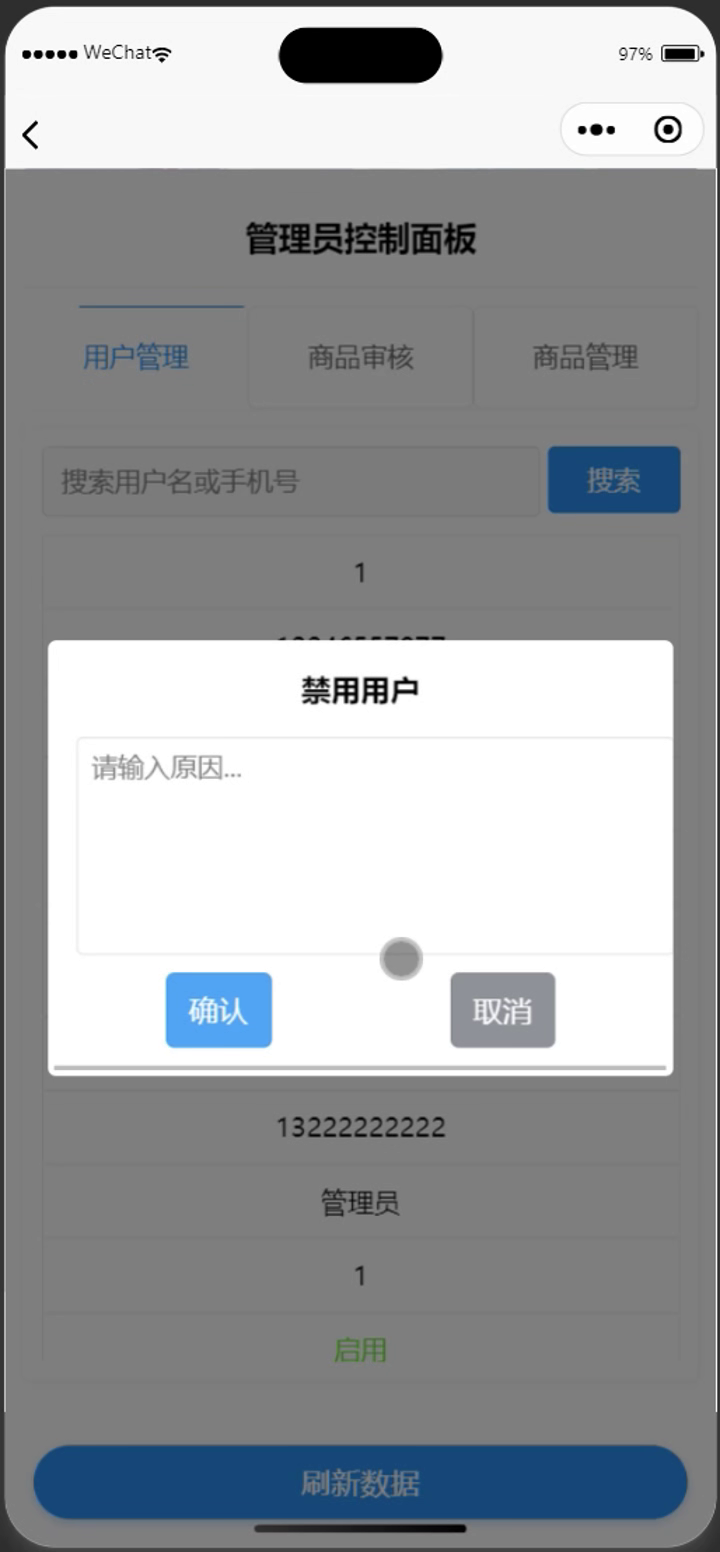 WeChat 97%
管理员控制面板
用户管理 商品审核 商品管理
搜索用户名或手机号 搜索
1
禁用用户
请输入原因...
确认 取消
13222222222
管理员
1
启用
刷新数据